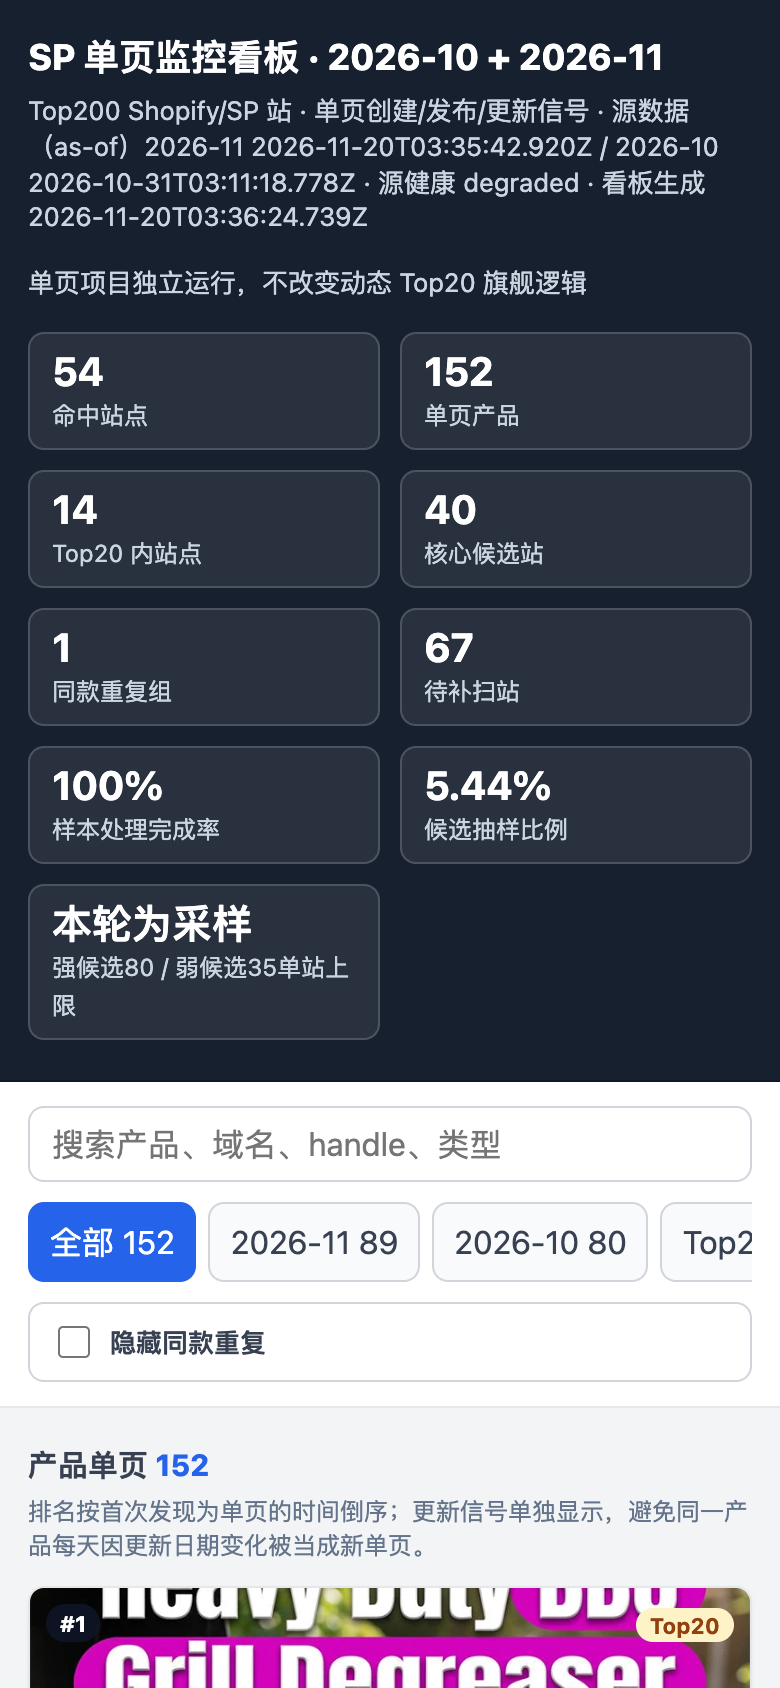 SP 单页监控看板 · 2026-10 + 2026-11
Top200 Shopify/SP 站 · 单页创建/发布/更新信号 · 源数据
（as-of）2026-11 2026-11-20T03:35:42.920Z / 2026-10
2026-10-31T03:11:18.778Z · 源健康 degraded · 看板生成
2026-11-20T03:36:24.739Z
单页项目独立运行，不改变动态 Top20 旗舰逻辑
54
命中站点
152
单页产品
14
Top20 内站点
40
核心候选站
1
同款重复组
67
待补扫站
100%
样本处理完成率
5.44%
候选抽样比例
本轮为采样
强候选80 / 弱候选35单站上
限
搜索产品、域名、handle、类型
全部 152
2026-11 89
2026-10 80
Top2
隐藏同款重复
产品单页 152
排名按首次发现为单页的时间倒序；更新信号单独显示，避免同一产
品每天因更新日期变化被当成新单页。
#1
Top20
Heavy Duty BBQ
Grill Degreaser